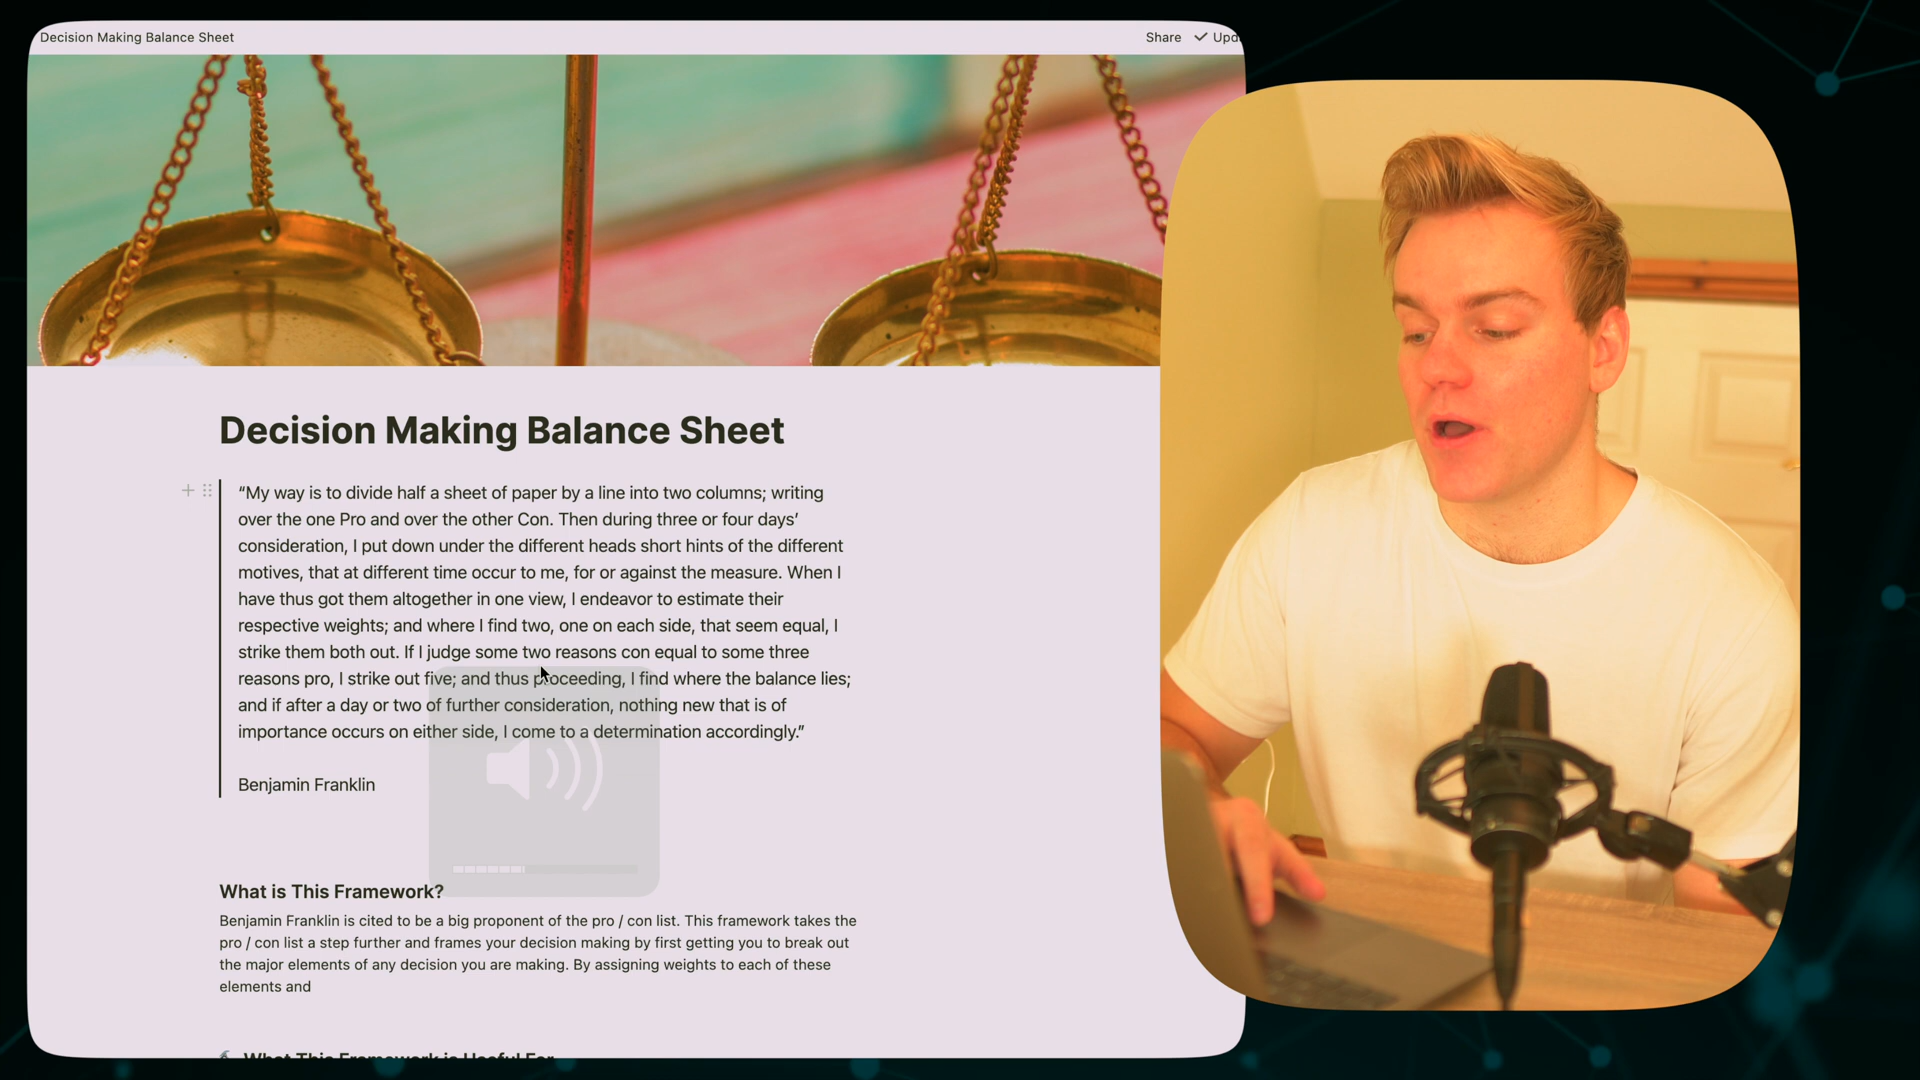 Decision Making Balance Sheet
Share
Decision Making Balance Sheet
“My way is to divide half a sheet of paper by a line into two columns; writing
over the one Pro and over the other Con. Then during three or four days’
consideration, I put down under the different heads short hints of the different
motives, that at different time occur to me, for or against the measure. When I
have thus got them altogether in one view, I endeavor to estimate their
respective weights; and where I find two, one on each side, that seem equal, I
strike them both out. If I judge some two reasons con equal to some three
reasons pro, I strike out five; and thus proceeding, I find where the balance lies;
and if after a day or two of further consideration, nothing new that is of
importance occurs on either side, I come to a determination accordingly.”
Benjamin Franklin
What is This Framework?
Benjamin Franklin is cited to be a big proponent of the pro / con list. This framework takes the
pro / con list a step further and frames your decision making by first getting you to break out
the major elements of any decision you are making. By assigning weights to each of these
elements and
What This Framework is Useful For